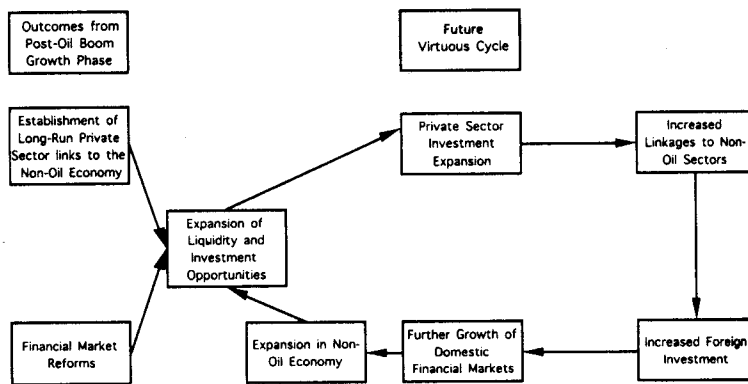 Outcomes from
Post-Oil Boom
Growth Phase
Future
Virtuous Cycle
Establishment of
Long-Run Private
Sector links to the
Non-Oil Economy
Private Sector
Investment
Expansion
Increased
Linkages to Non-
Oil Sectors
Expansion of
Liquidity and
Investment
Opportunities
Financial Market
Reforms
Expansion in Non-
Oil Economy
Further Growth of
Domestic
Financial Markets
Increased Foreign
Investment